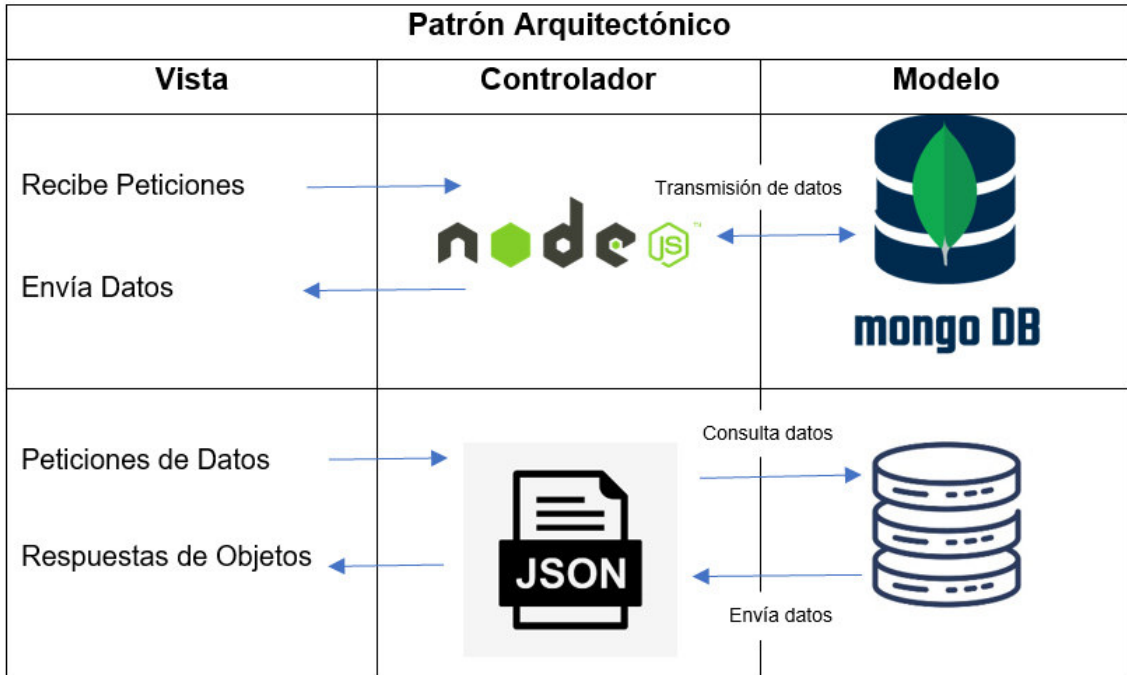 Patrón Arquitectónico
Vista
Controlador
Modelo
Recibe Peticiones
Transmisión de datos
node JS
Envía Datos
mongo DB
Peticiones de Datos
Consulta datos
Respuestas de Objetos
JSON
Envía datos